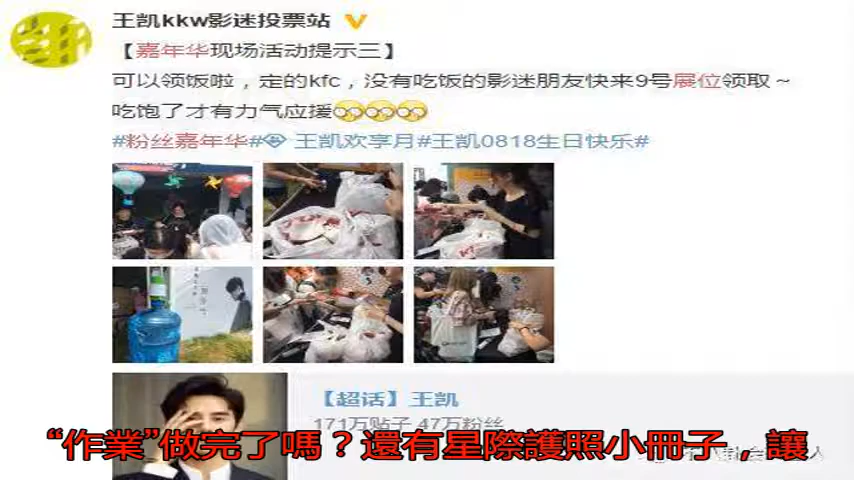 王凯kkw影迷投票站
【嘉年华现场活动提示三】
可以领饭啦，定的kfc，没有吃饭的影迷朋友快来9号展位领取～
吃饱了才有力气应援
#粉丝嘉年华# 王凯欢享月#王凯0818生日快乐#
【超话】王凯
171万贴子 47万粉丝
“作業”做完了嗎？還有星際護照小冊子，讓